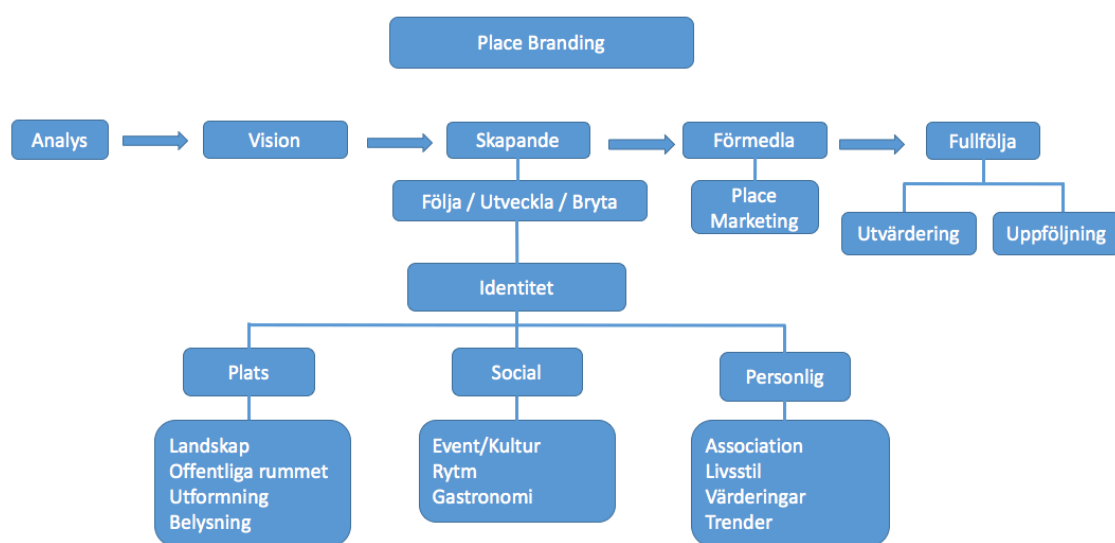 Place Branding
Analys
Vision
Skapande
Förmedla
Fullfölja
Följa / Utveckla / Bryta
Place
Marketing
Utvärdering
Uppföljning
Identitet
Plats
Social
Personlig
Landskap
Offentliga rummet
Utformning
Belysning
Event/Kultur
Rytm
Gastronomi
Association
Livsstil
Värderingar
Trender